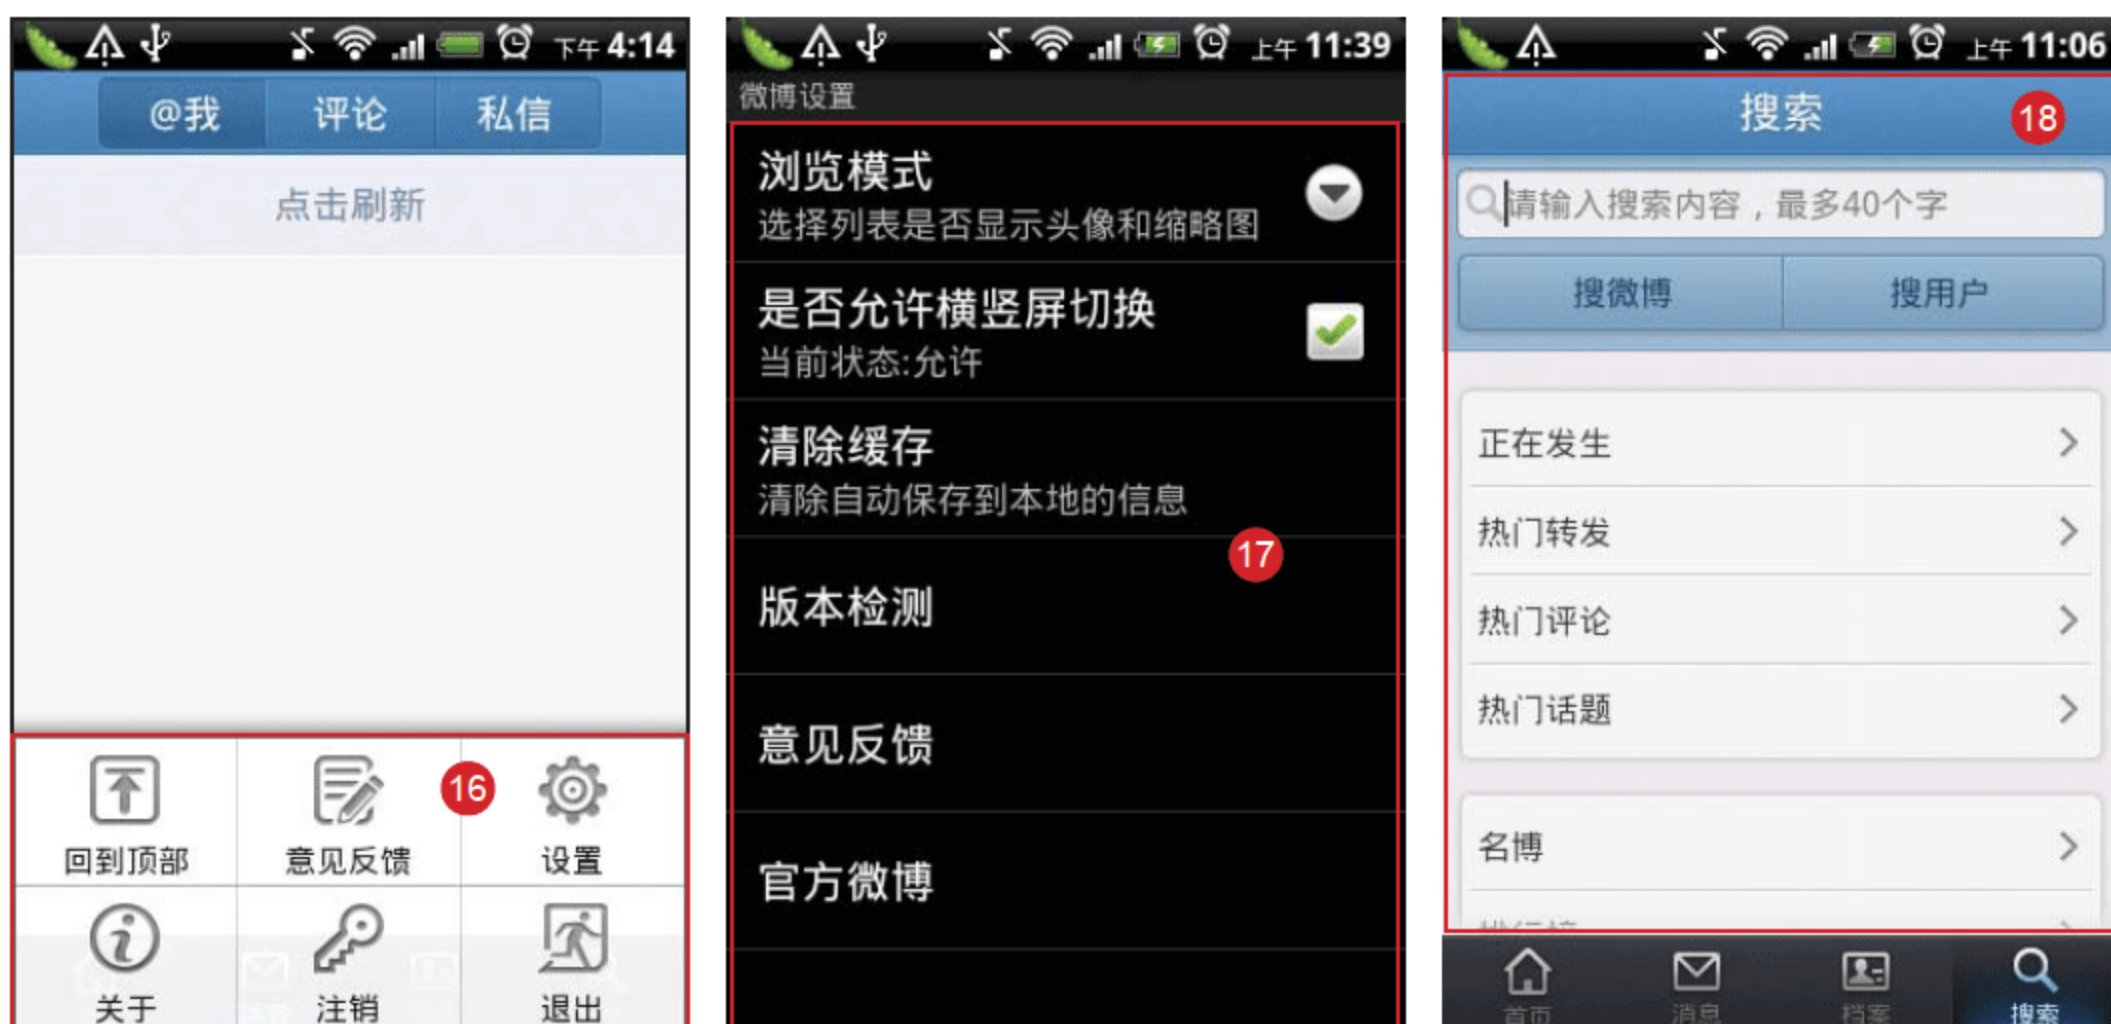 下午 4:14
@我 评论 私信
点击刷新
16
回到顶部 意见反馈 设置
关于 注销 退出
上午 11:39
微博设置
浏览模式
选择列表是否显示头像和缩略图
是否允许横竖屏切换
当前状态:允许
清除缓存
清除自动保存到本地的信息
17
版本检测
意见反馈
官方微博
上午 11:06
搜索
18
请输入搜索内容，最多40个字
搜微博 搜用户
正在发生
热门转发
热门评论
热门话题
名博
首页 消息 档案 搜索